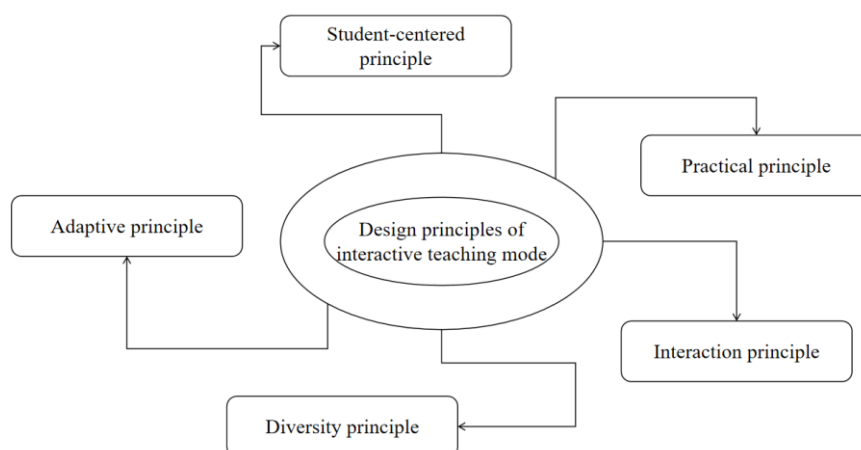 Student-centered
principle
Practical principle
Adaptive principle
Design principles of
interactive teaching mode
Interaction principle
Diversity principle